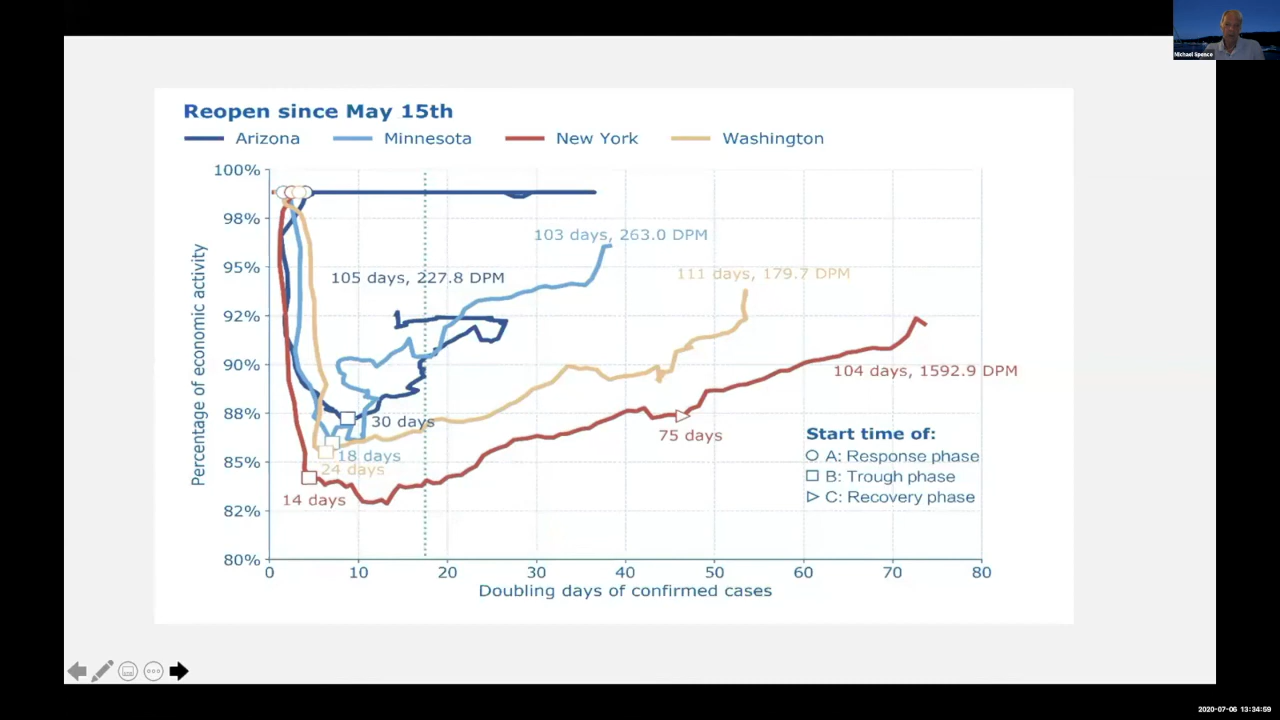 Michael Spence
Reopen since May 15th
Arizona Minnesota New York Washington
Percentage of economic activity
100%
98%
95%
92%
90%
88%
85%
82%
80%
103 days, 263.0 DPM
111 days, 179.7 DPM
105 days, 227.8 DPM
104 days, 1592.9 DPM
30 days
75 days
18 days
24 days
14 days
Start time of:
A: Response phase
B: Trough phase
C: Recovery phase
0 10 20 30 40 50 60 70 80
Doubling days of confirmed cases
2020-07-06 13:34:59